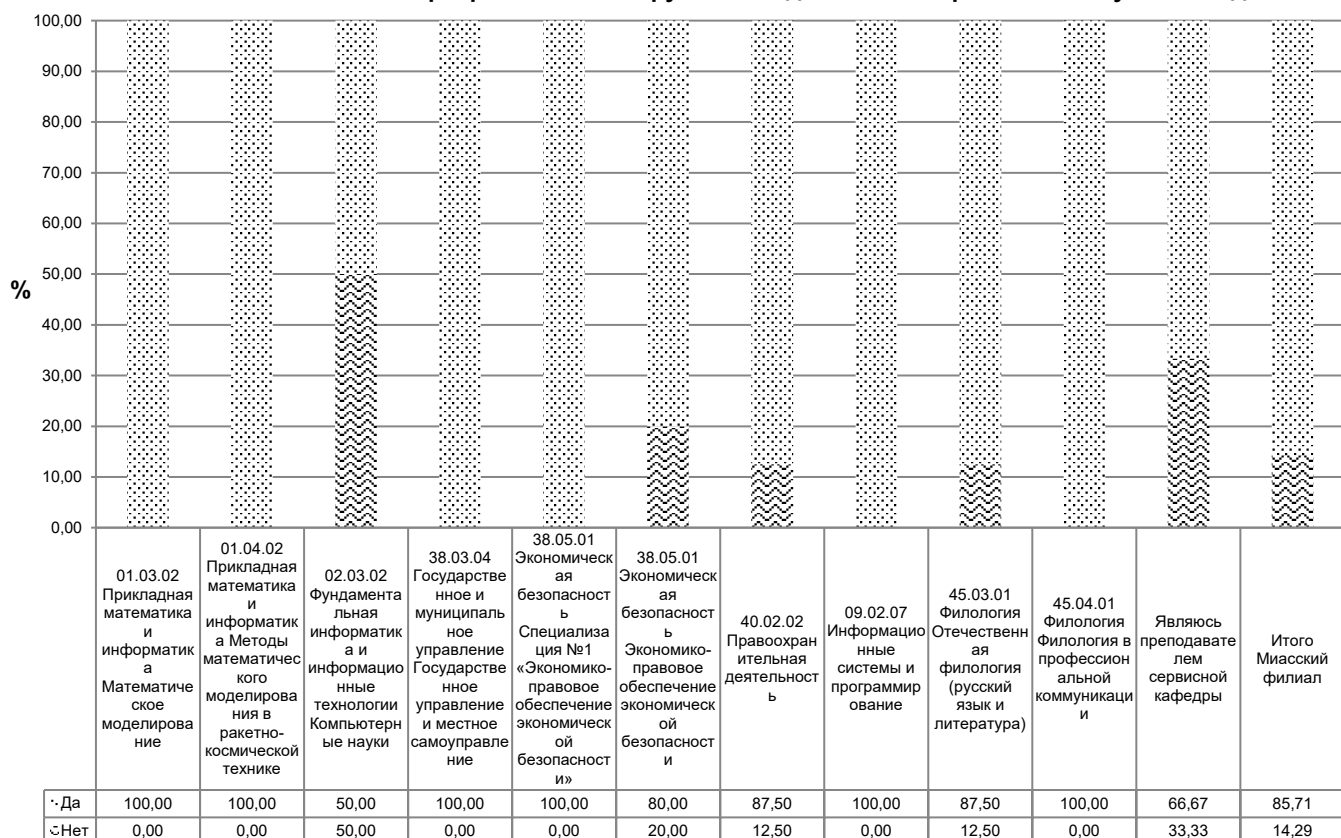 100,00
90,00
80,00
70,00
60,00
50,00
40,00
30,00
20,00
10,00
0,00
%
01.03.02
Прикладная
математика
и
информатик
а
Математиче
ское
моделирова
ние
01.04.02
Прикладная
математика
и
информатик
а Методы
математичес
кого
моделирова
ния в
ракетно-
космической
технике
02.03.02
Фундамента
льная
информатик
а и
информацио
нные
технологии
Компьютерн
ые науки
38.03.04
Государстве
нное и
муниципаль
ное
управление
Государстве
нное
управление
и местное
самоуправле
ние
38.05.01
Экономическ
ая
безопасност
ь
Специализа
ция №1
«Экономико-
правовое
обеспечение
экономическ
ой
безопасност
и»
38.05.01
Экономическ
ая
безопасност
ь
Экономико-
правовое
обеспечение
экономическ
ой
безопасност
и
40.02.02
Правоохран
ительная
деятельност
ь
09.02.07
Информацио
нные
системы и
программир
ование
45.03.01
Филология
Отечественн
ая
филология
(русский
язык и
литература)
45.04.01
Филология
Филология в
профессион
альной
коммуникаци
и
Являюсь
преподавате
лем
сервисной
кафедры
Итого
Миасский
филиал
Да 100,00 100,00 50,00 100,00 100,00 80,00 87,50 100,00 87,50 100,00 66,67 85,71
Нет 0,00 0,00 50,00 0,00 0,00 20,00 12,50 0,00 12,50 0,00 33,33 14,29